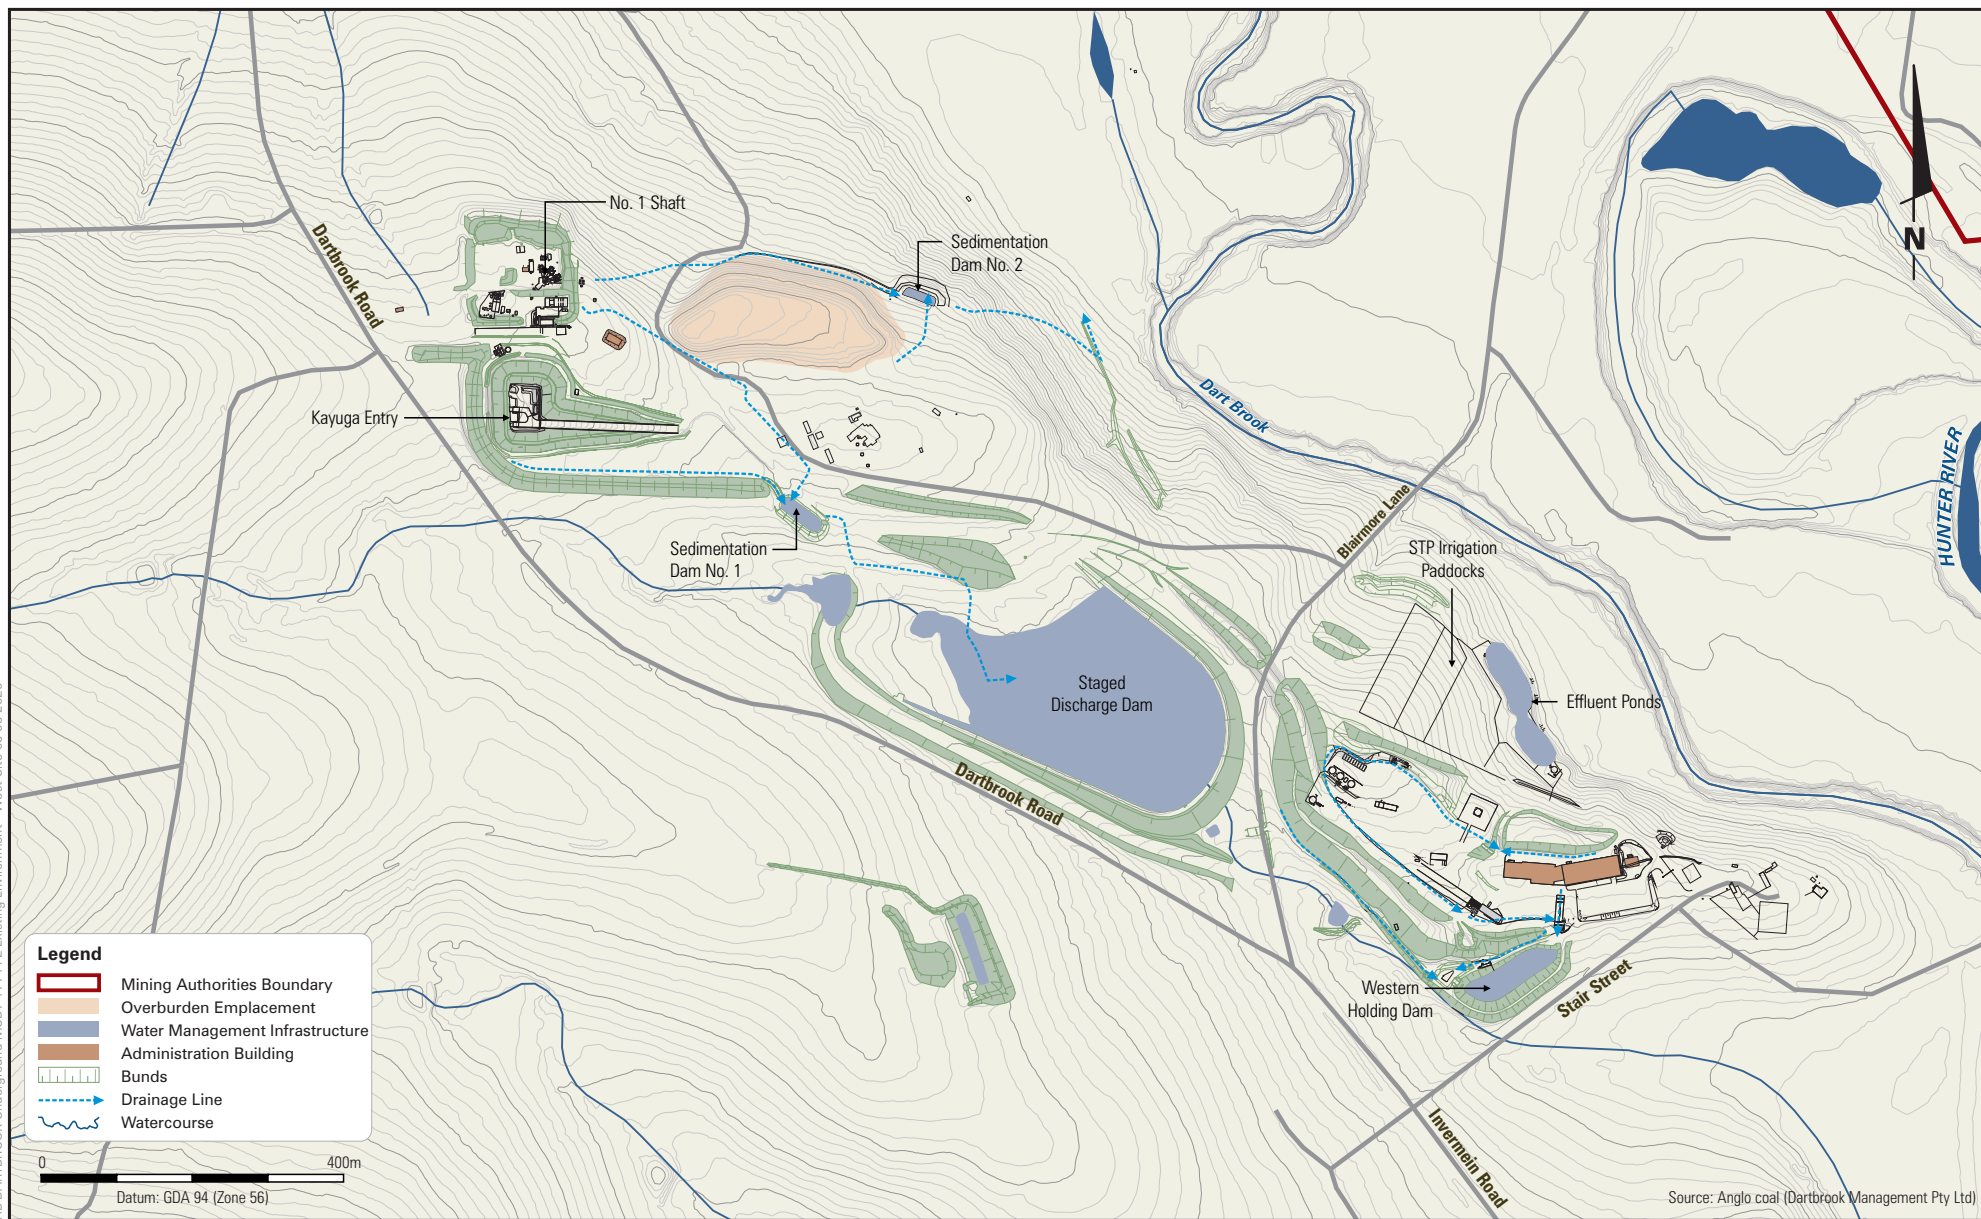 No. 1 Shaft
Sedimentation
Dam No. 2
N
Dartbrook Road
Kayuga Entry
Dart Brook
HUNTER RIVER
Blairmore Lane
STP Irrigation
Paddocks
Sedimentation
Dam No. 1
Staged
Discharge Dam
Effluent Ponds
Dartbrook Road
Western
Holding Dam
Stair Street
Invermein Road
Legend
Mining Authorities Boundary
Overburden Emplacement
Water Management Infrastructure
Administration Building
Bunds
Drainage Line
Watercourse
0 400m
Datum: GDA 94 (Zone 56)
Source: Anglo coal (Dartbrook Management Pty Ltd)